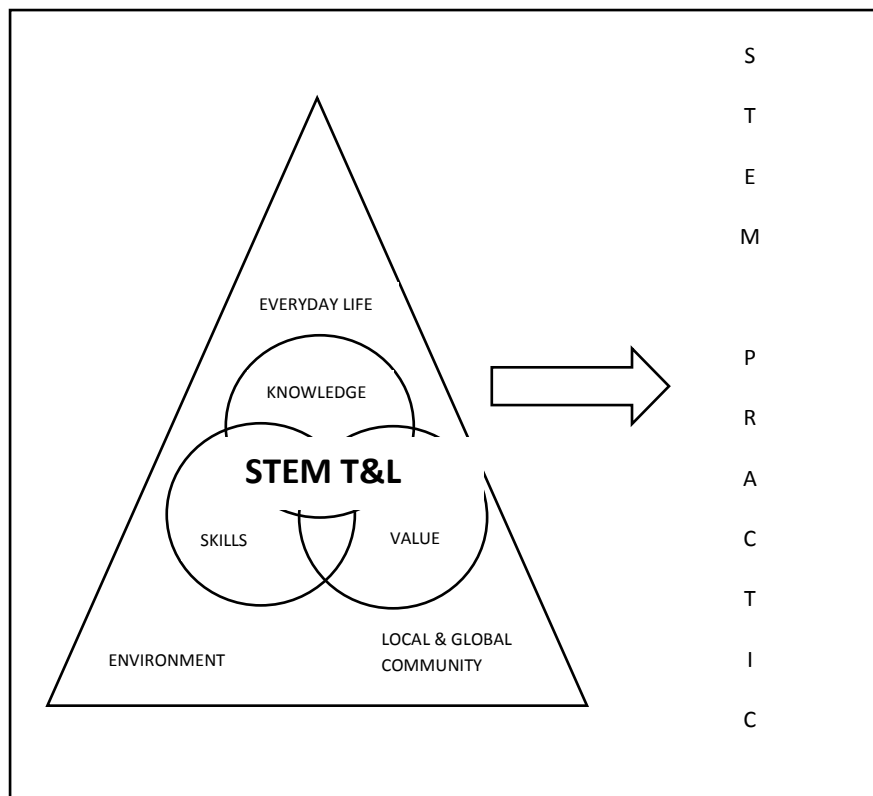 EVERYDAY LIFE
KNOWLEDGE
STEM T&L
SKILLS
VALUE
ENVIRONMENT
LOCAL & GLOBAL
COMMUNITY
S
T
E
M
P
R
A
C
T
I
C